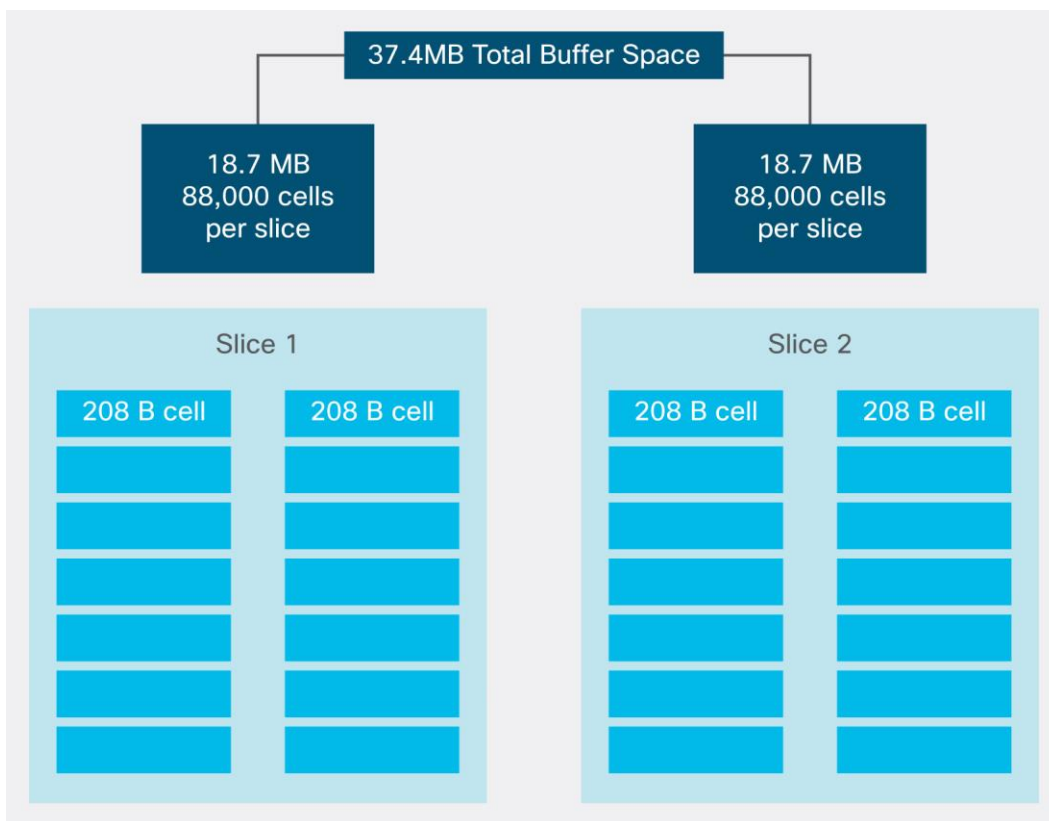 37.4MB Total Buffer Space
18.7 MB
88,000 cells
per slice
18.7 MB
88,000 cells
per slice
Slice 1
208 B cell
208 B cell
Slice 2
208 B cell
208 B cell